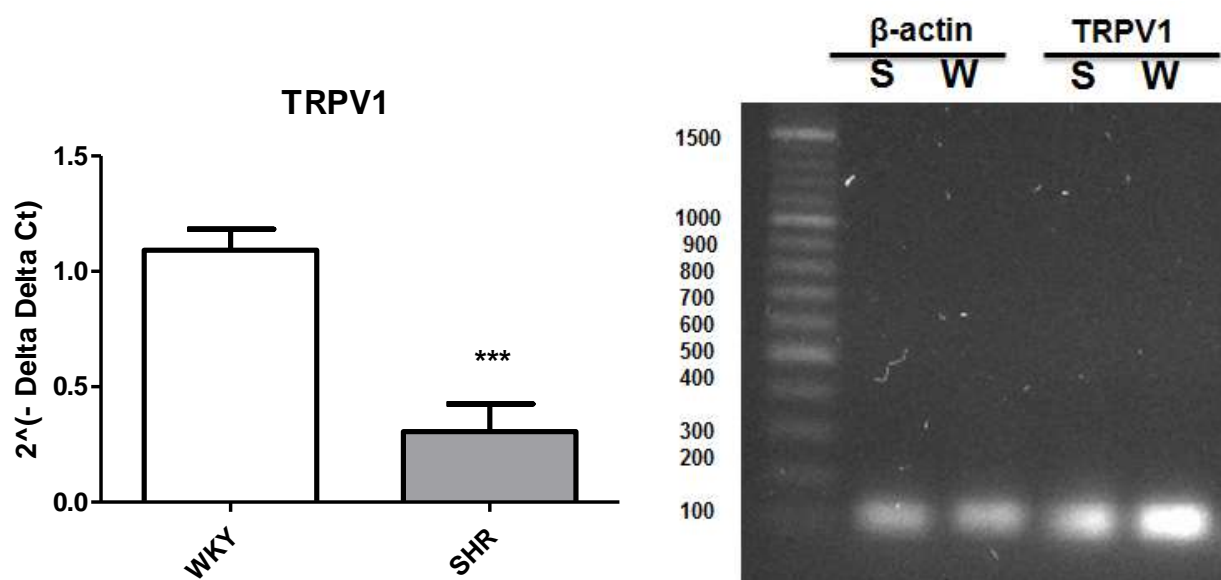 TRPV1
2^(- Delta Delta Ct)
1.5
1.0
0.5
0.0
***
WKY
SHR
β-actin TRPV1
S W S W
1500
1000
900
800
700
600
500
400
300
200
100